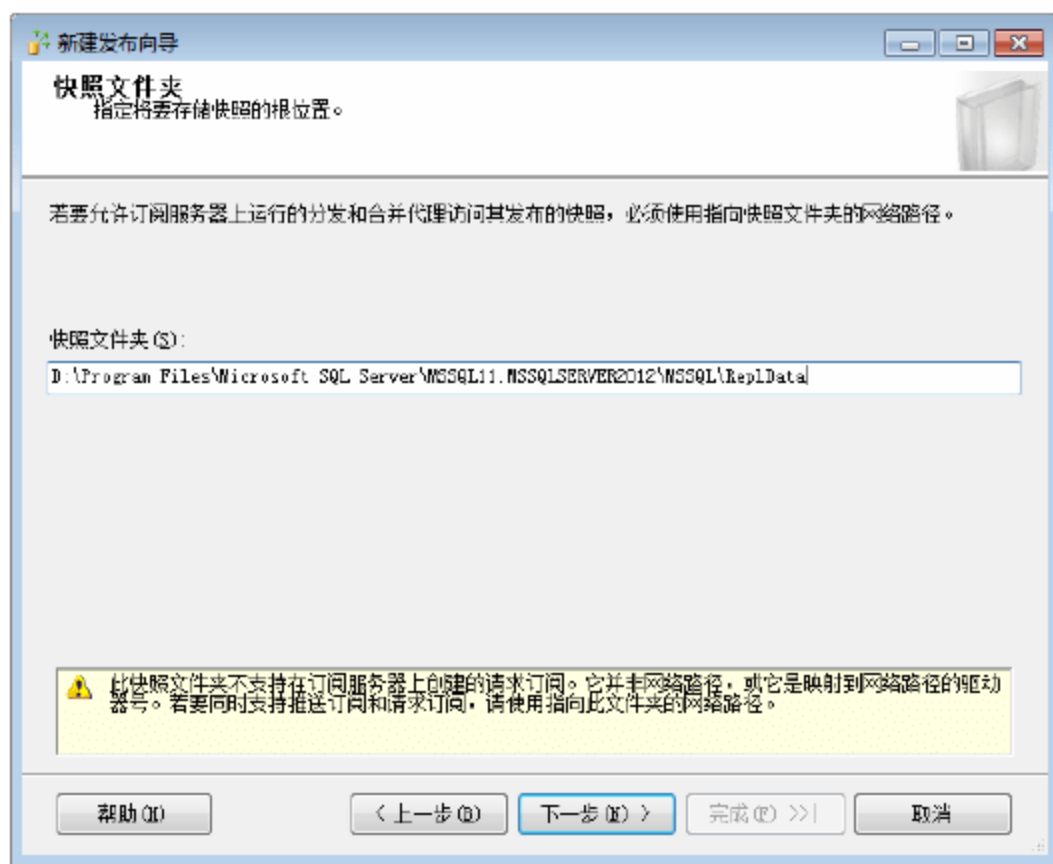 新建发布向导
快照文件夹
指定将要存储快照的根位置。
若要允许订阅服务器上运行的分发和合并代理访问其发布的快照，必须使用指向快照文件夹的网络路径。
快照文件夹(S)：
D:\Program Files\Microsoft SQL Server\MSSQL11.MSSQLSERVER2012\MSSQL\ReplData
此快照文件夹不支持在订阅服务器上创建的请求订阅。它并非网络路径，或它是映射到网络路径的驱动
器号。若要同时支持推送订阅和请求订阅，请使用指向此文件夹的网络路径。
帮助(H) < 上一步(B) 下一步(N) > 完成(F) >>| 取消